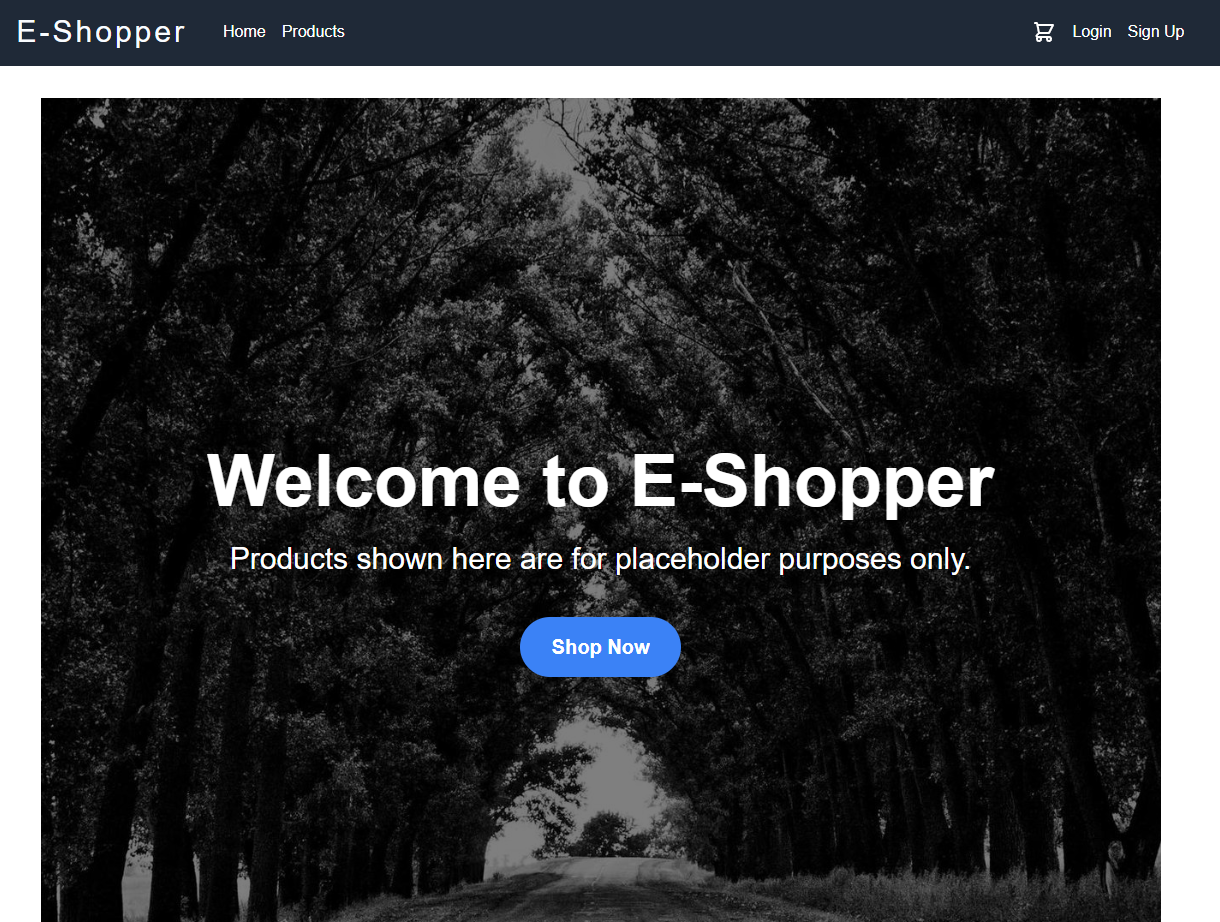 E-Shopper Home Products Login Sign Up
Welcome to E-Shopper
Products shown here are for placeholder purposes only.
Shop Now